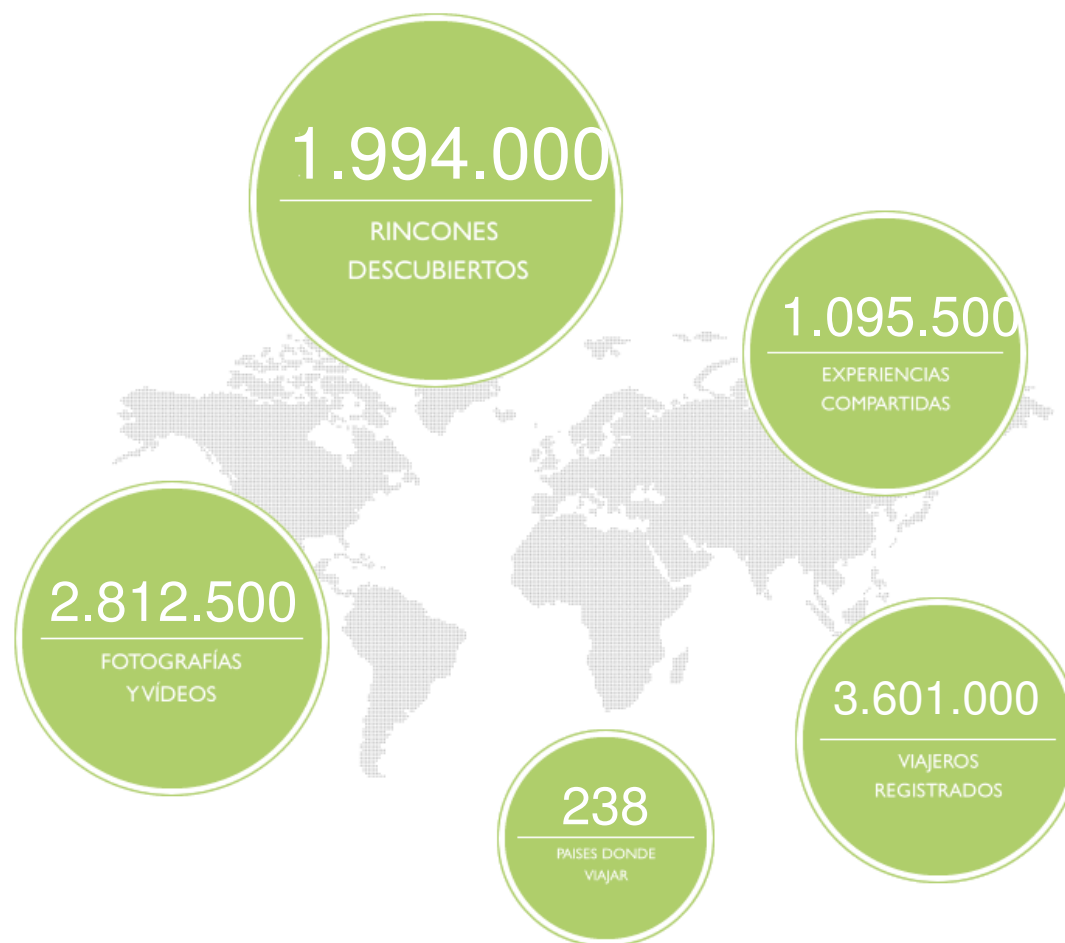 1.994.000
RINCONES
DESCUBIERTOS
1.095.500
EXPERIENCIAS
COMPARTIDAS
2.812.500
FOTOGRAFÍAS
Y VÍDEOS
3.601.000
VIAJEROS
REGISTRADOS
238
PAISES DONDE
VIAJAR